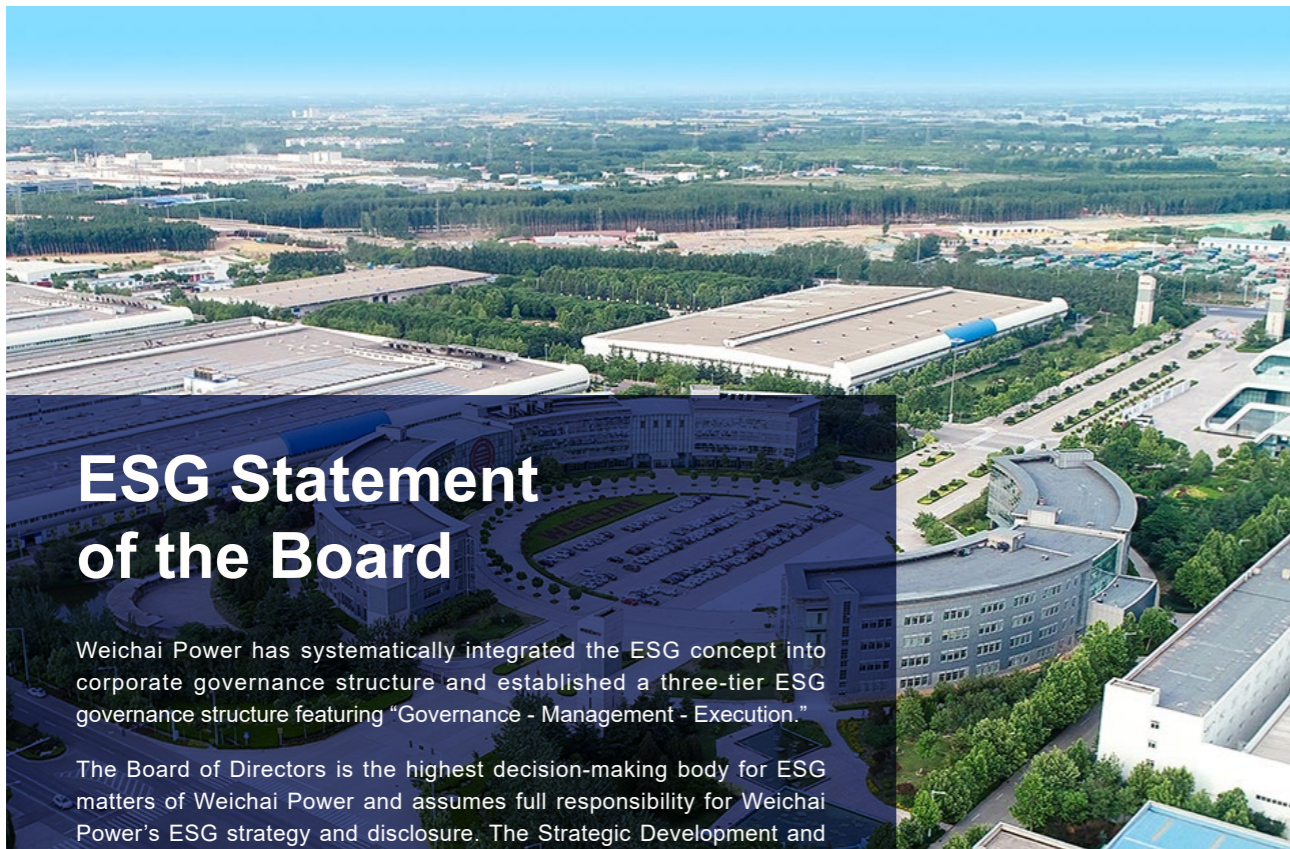 ESG Statement
of the Board
Weichai Power has systematically integrated the ESG concept into
corporate governance structure and established a three-tier ESG
governance structure featuring “Governance - Management - Execution.”
The Board of Directors is the highest decision-making body for ESG
matters of Weichai Power and assumes full responsibility for Weichai
Power’s ESG strategy and disclosure. The Strategic Development and